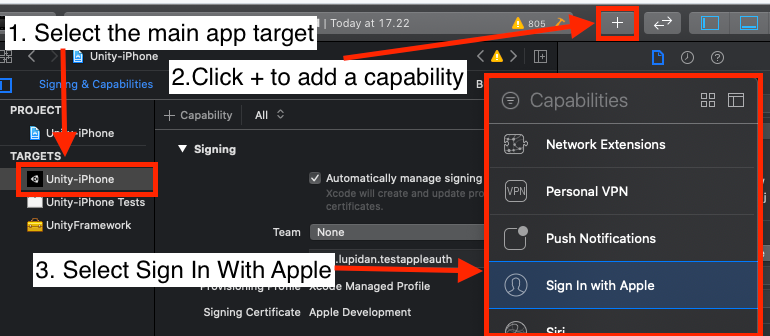 | Today at 17.22
805
1. Select the main app target
Unity-iPhone
2.Click + to add a capability
Signing & Capabilities
B
Capabilities
PROJECT
+ Capability
All
Unity-iPhone
Network Extensions
TARGETS
Signing
Unity-iPhone
Automatically manage signing
VPN
Personal VPN
Xcode will create and update pro
certificates.
Unity-iPhone Tests
UnityFramework
Team
None
Push Notifications
3. Select Sign In With Apple
.lupidan.testappleauth
Provisioning Profile
Xcode Managed Profile
Sign In with Apple
Signing Certificate
Apple Development
Siri